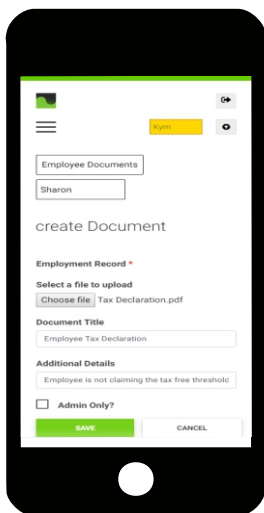 Kym
Employee Documents
Sharon
create Document
Employment Record *
Select a file to upload
Choose file Tax Declaration.pdf
Document Title
Employee Tax Declaration
Additional Details
Employee is not claiming the tax free threshold
Admin Only?
SAVE CANCEL